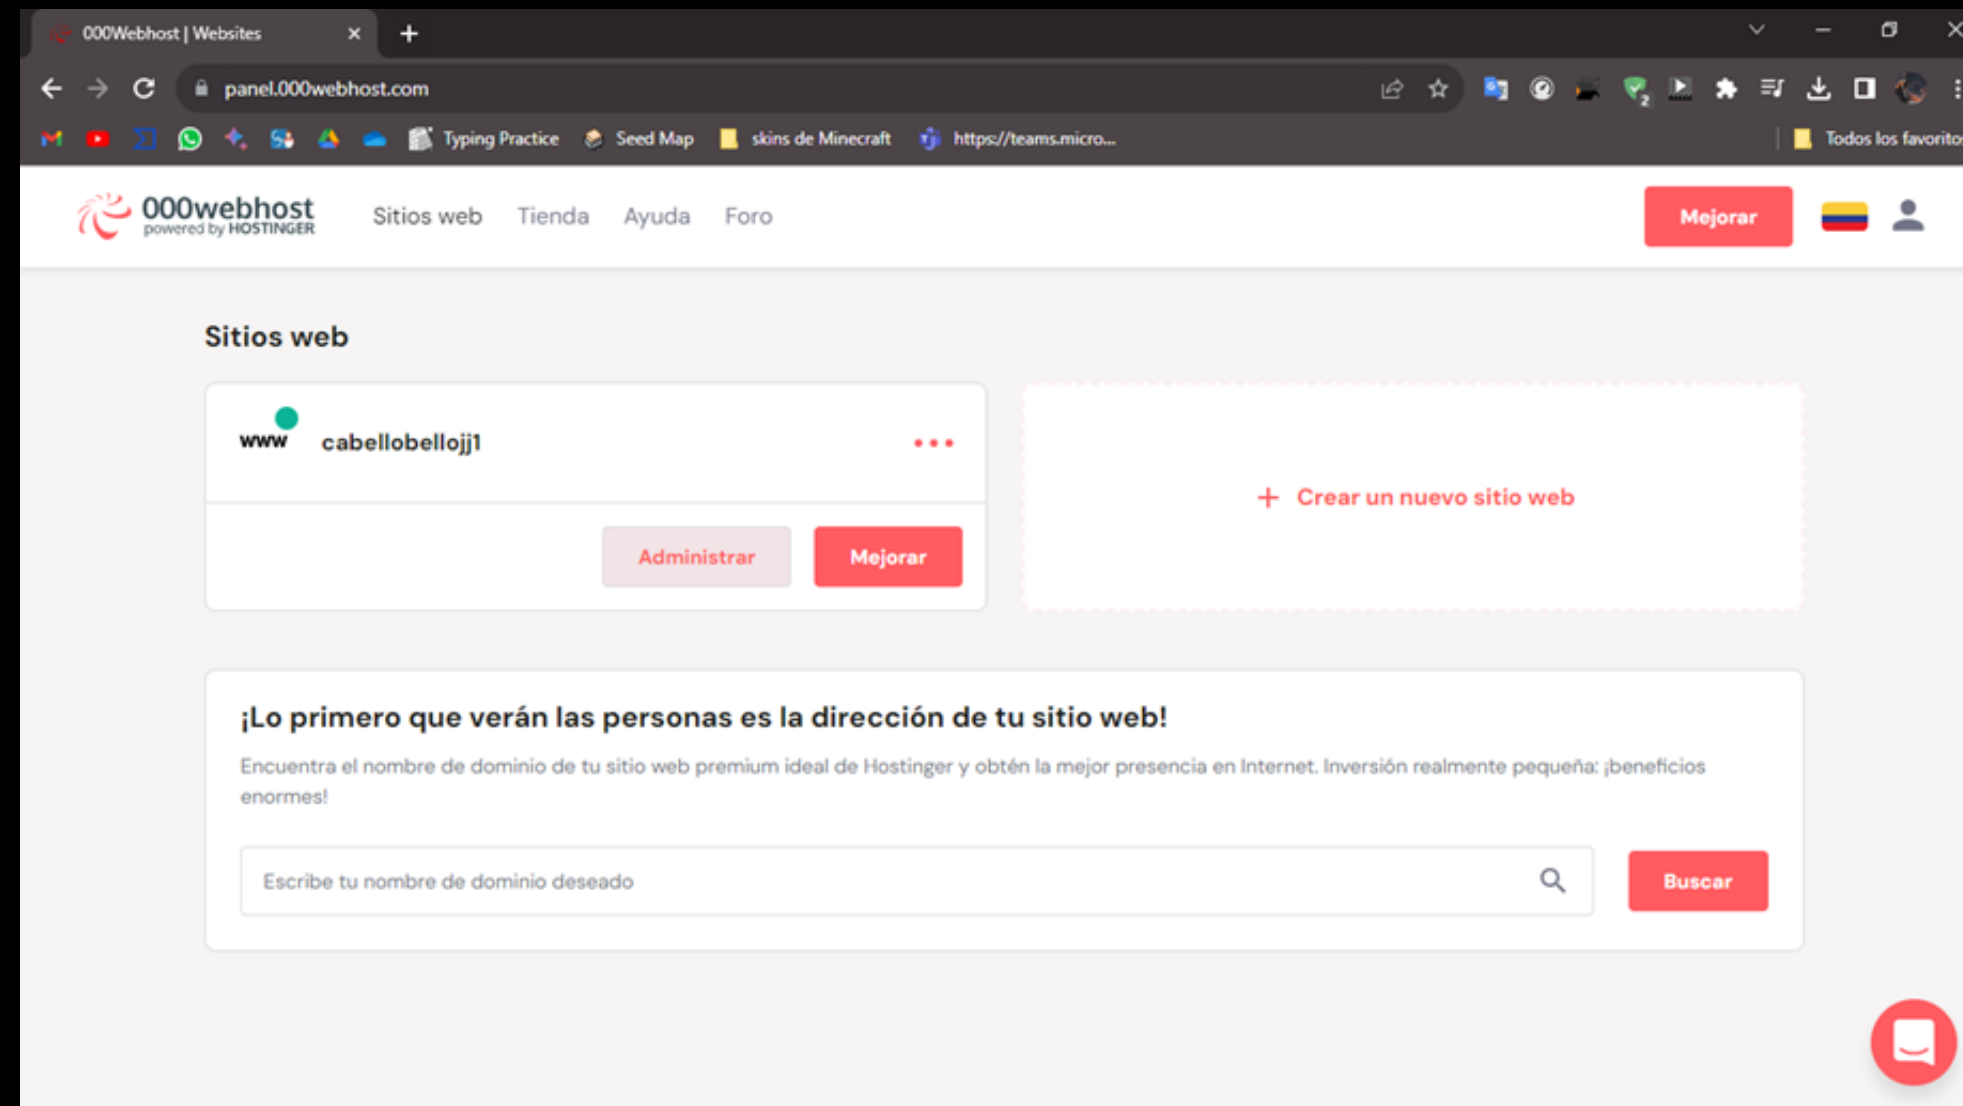 000Webhost | Websites
panel.000webhost.com
2
Typing Practice
Seed Map
skins de Minecraft
https://teams.micro...
Todos los favoritos
000webhost
powered by HOSTINGER
Sitios web
Tienda
Ayuda
Foro
Mejorar
Sitios web
www
cabellobellojj1
Administrar
Mejorar
+ Crear un nuevo sitio web
¡Lo primero que verán las personas es la dirección de tu sitio web!
Encuentra el nombre de dominio de tu sitio web premium ideal de Hostinger y obtén la mejor presencia en Internet. Inversión realmente pequeña: ¡beneficios
enormes!
Escribe tu nombre de dominio deseado
Buscar